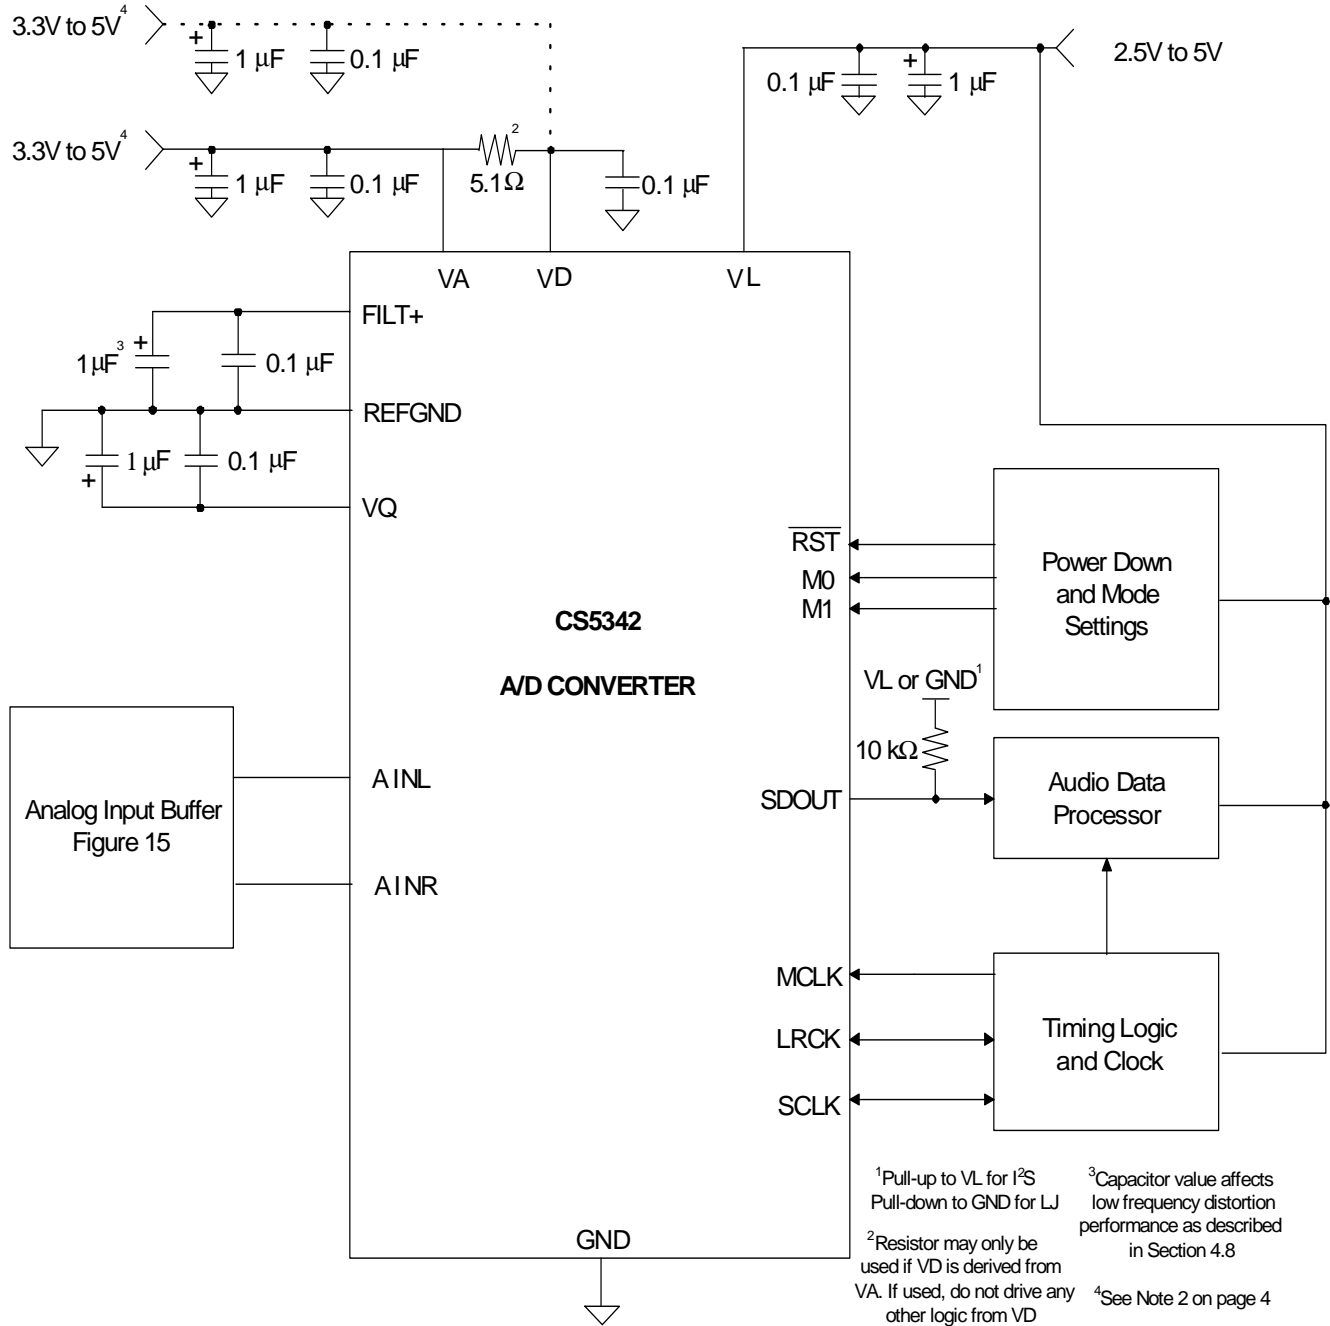 3.3V to 5V⁴
+
1 µF
0.1 µF
0.1 µF
+
1 µF
2.5V to 5V
3.3V to 5V⁴
+
1 µF
0.1 µF
2
5.1Ω
0.1 µF
VA
VD
VL
FILT+
1µF³
+
0.1 µF
REFGND
1 µF
+
0.1 µF
VQ
RST
M0
M1
Power Down
and Mode
Settings
CS5342
A/D CONVERTER
VL or GND¹
10 kΩ
Analog Input Buffer
Figure 15
AINL
AINR
SDOUT
Audio Data
Processor
MCLK
LRCK
SCLK
Timing Logic
and Clock
GND
¹Pull-up to VL for I²S
Pull-down to GND for LJ
²Resistor may only be
used if VD is derived from
VA. If used, do not drive any
other logic from VD
³Capacitor value affects
low frequency distortion
performance as described
in Section 4.8
⁴See Note 2 on page 4